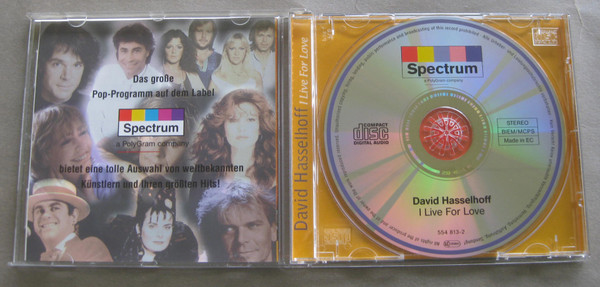 Das große
Pop-Programm auf dem Label
Spectrum
a PolyGram company
bietet eine tolle Auswahl von weltbekannten
Künstlern und ihren größten Hits!
David Hasselhoff I Live For Love
Spectrum
a PolyGram company
COMPACT
disc
DIGITAL AUDIO
STEREO
BIEM/MCPS
Made in EC
David Hasselhoff
I Live For Love
554 813-2